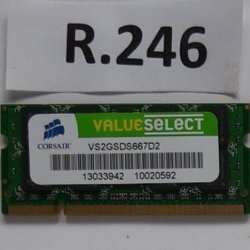 R.246
VALUESELECT
CORSAIR
VS2GSDS667D2
13033942 10020592